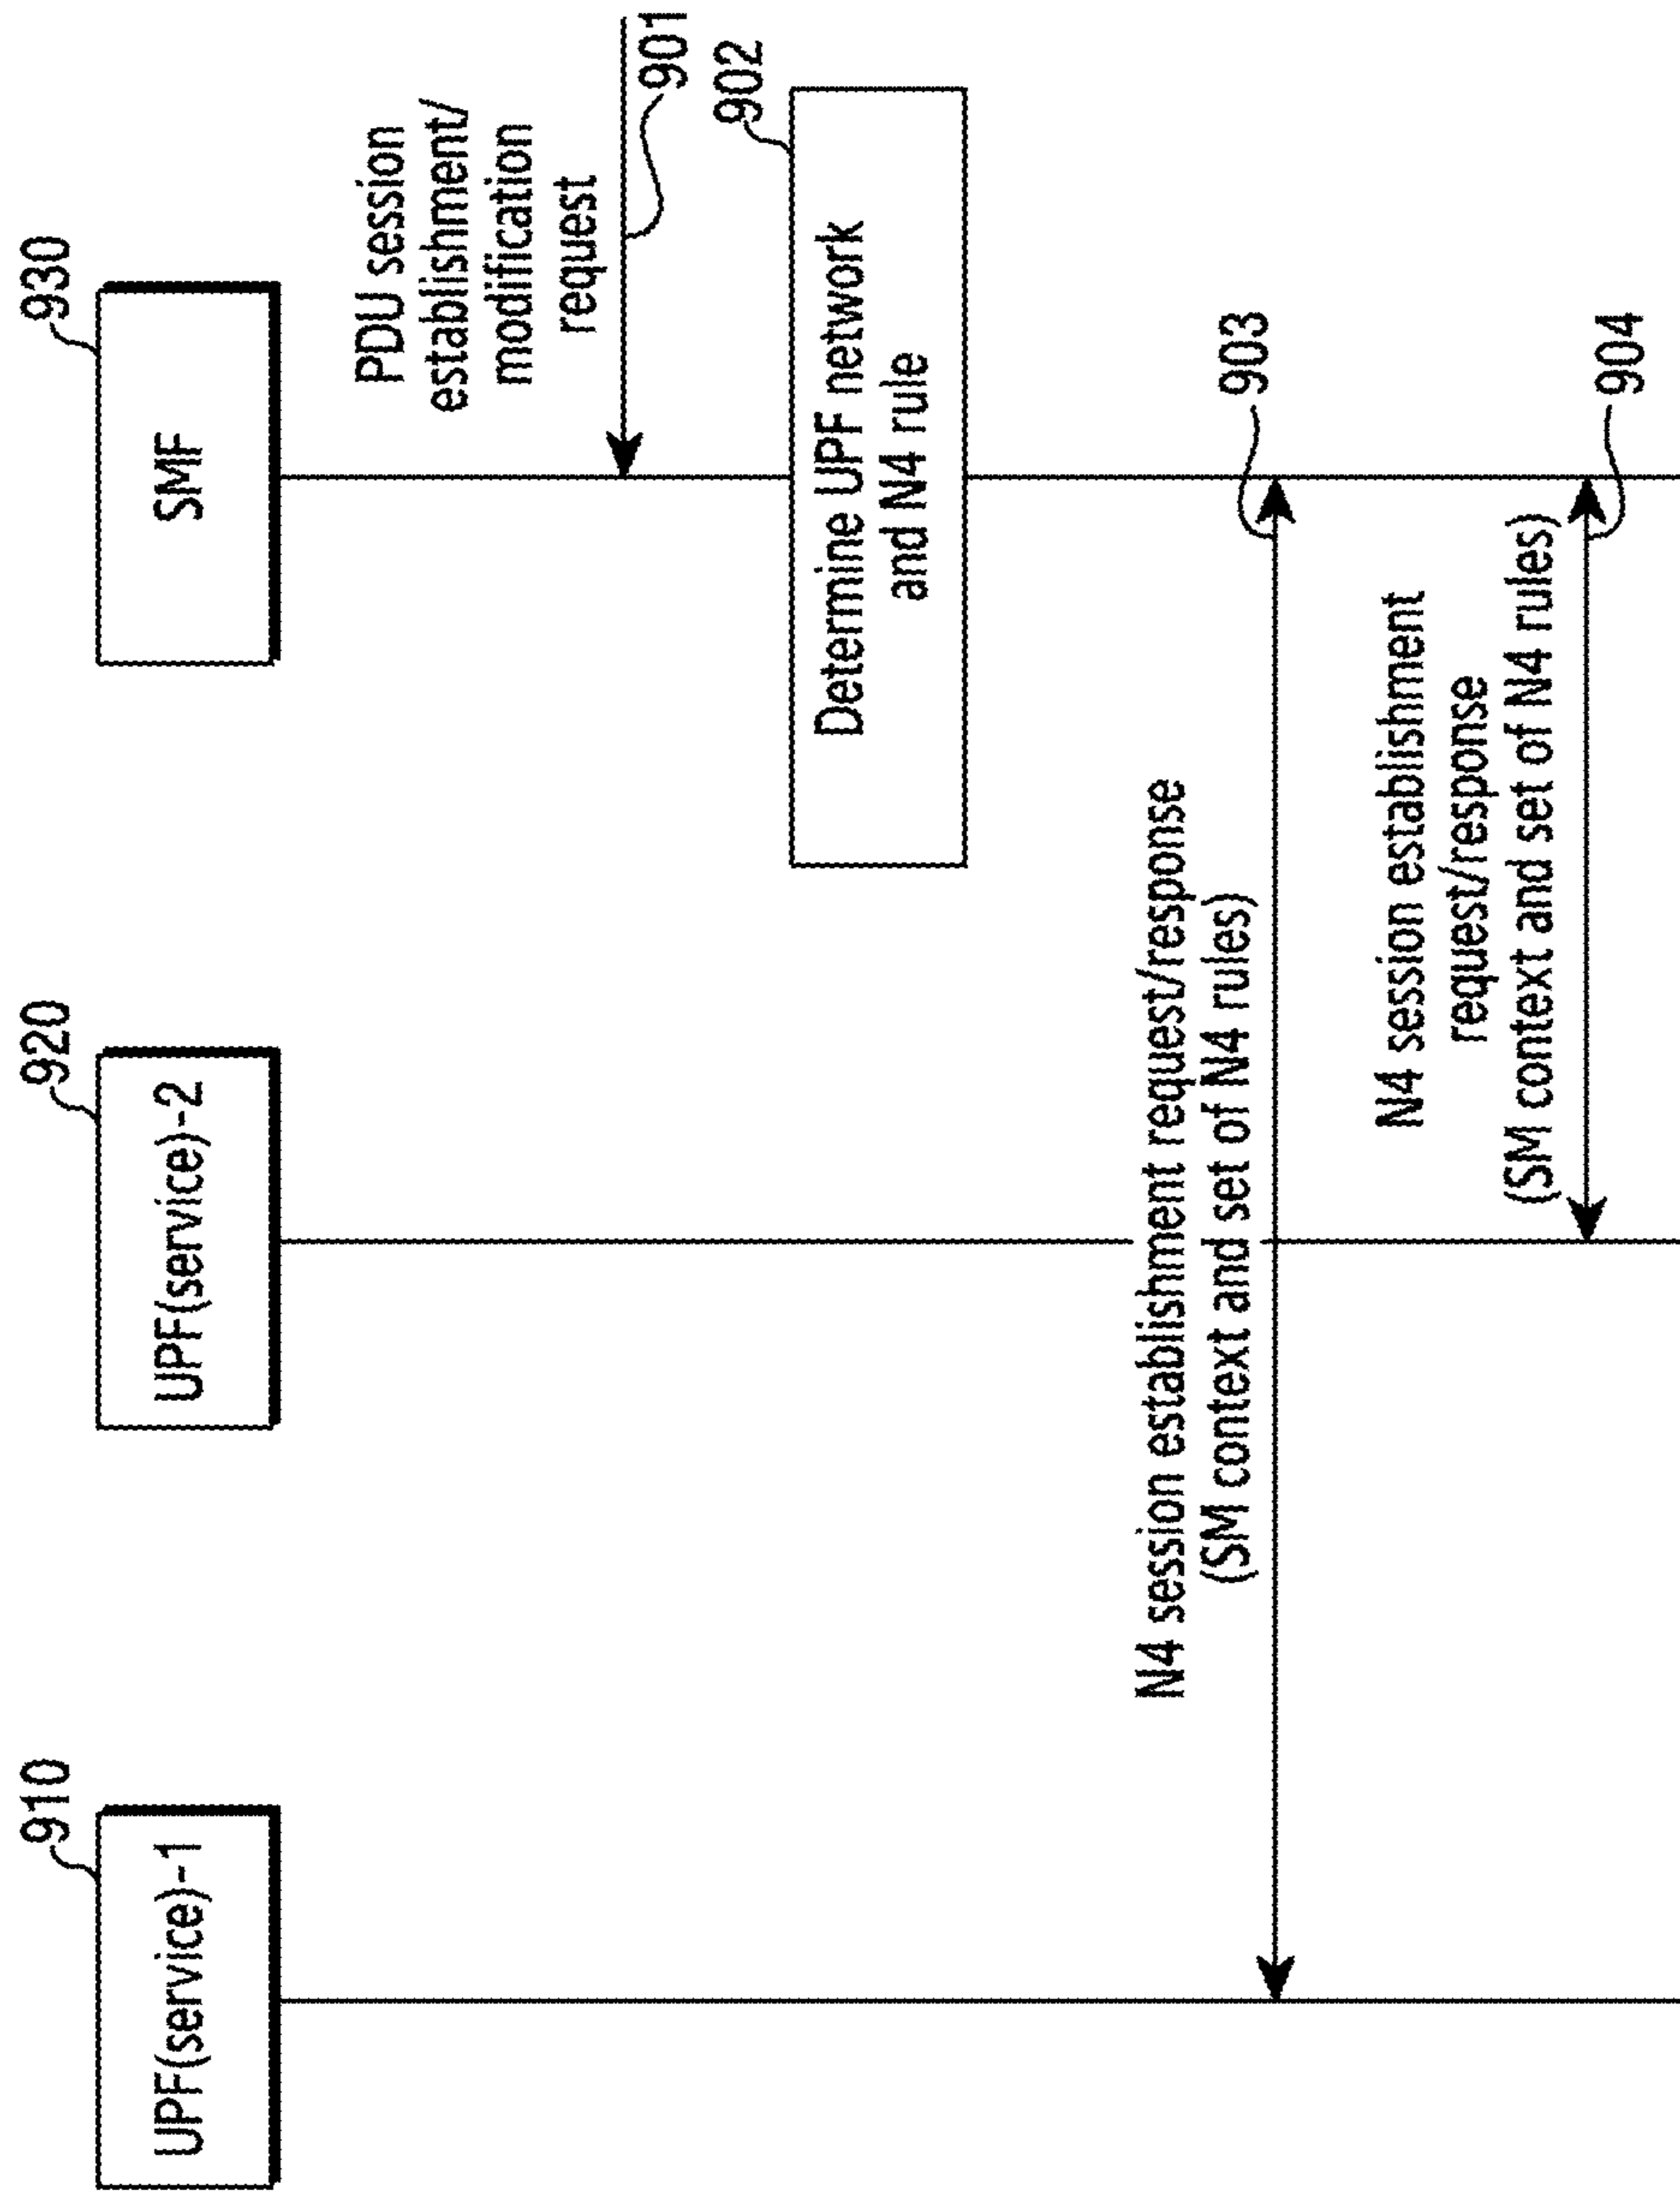 910
920
930
UPF(service)-1
UPF(service)-2
SMF
PDU session
establishment/
modification
request
901
902
Determine UPF network
and N4 rule
N4 session establishment request/response
(SM context and set of N4 rules)
903
N4 session establishment
request/response
(SM context and set of N4 rules)
904